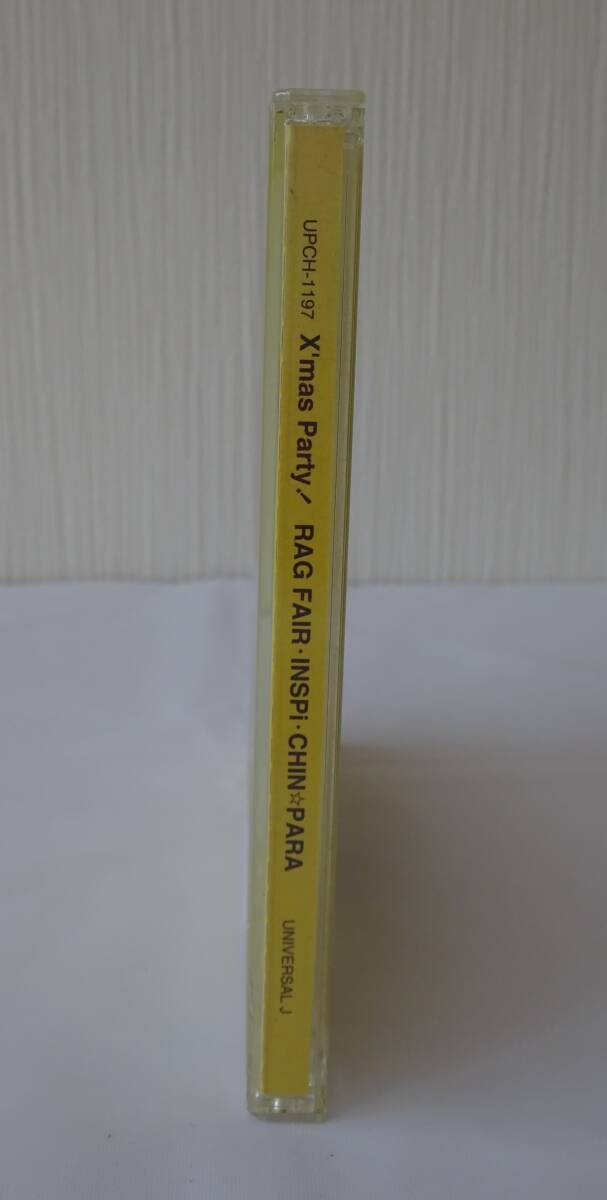 UPCH-1197 X'mas Party! RAG FAIR・INSPi・CHIN☆PARA UNIVERSAL J